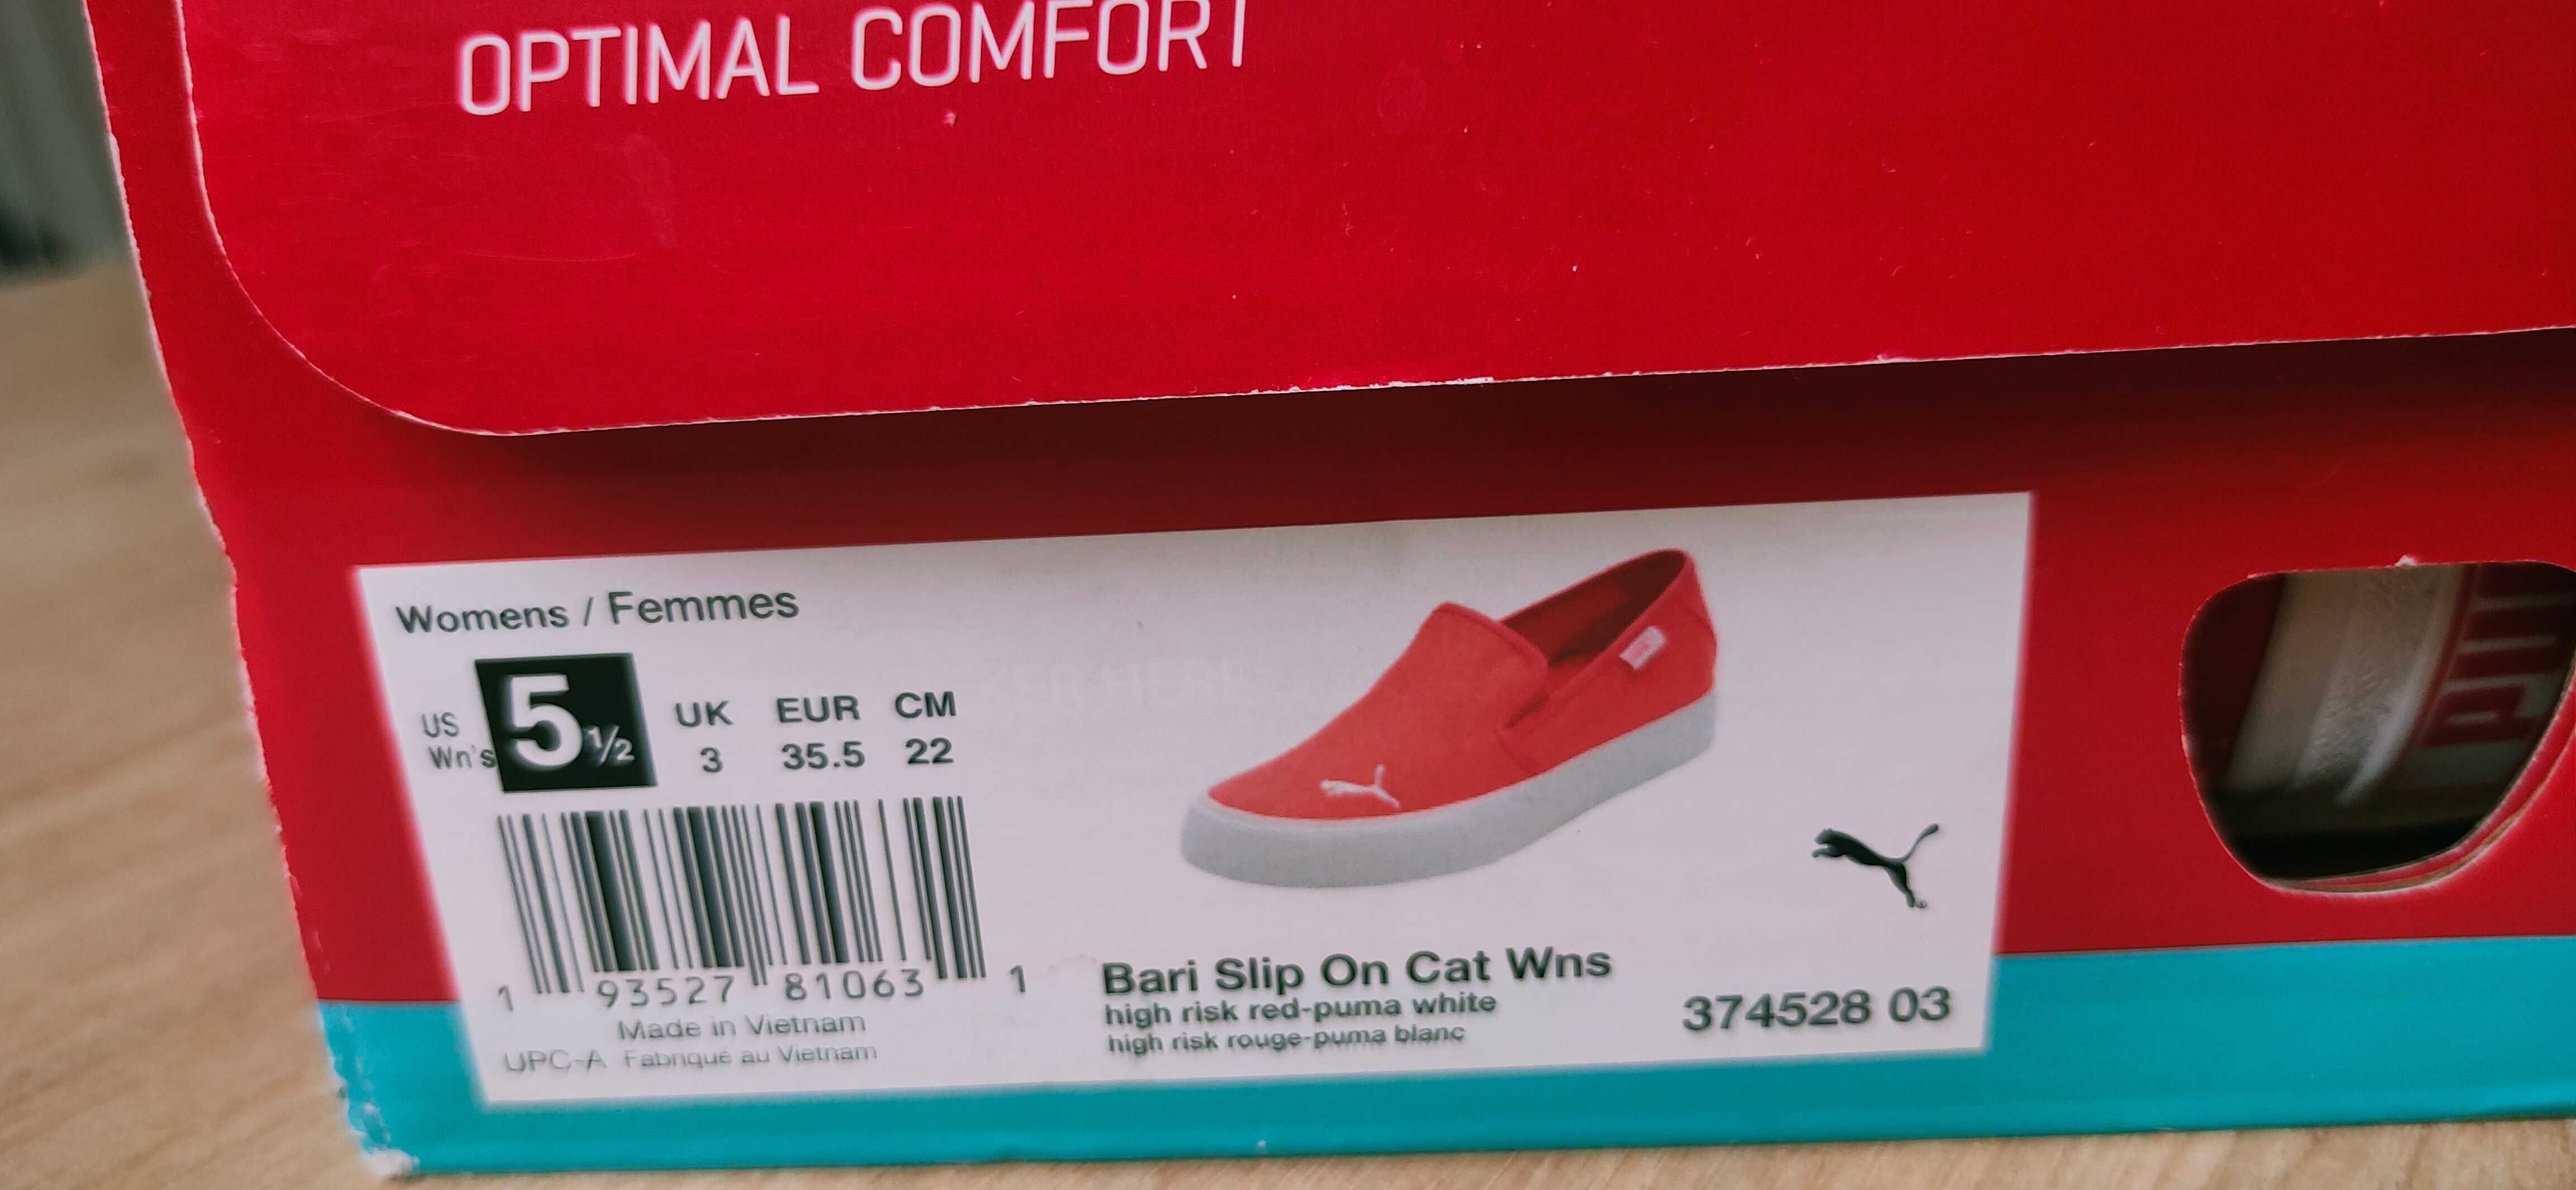 OPTIMAL COMFORT
Womens / Femmes
US
Wn's
5 1/2
UK EUR CM
3 35.5 22
1 93527 81063 1
Made in Vietnam
UPC-A Fabriqué au Vietnam
Bari Slip On Cat Wns
high risk red-puma white
high risk rouge-puma blanc
374528 03